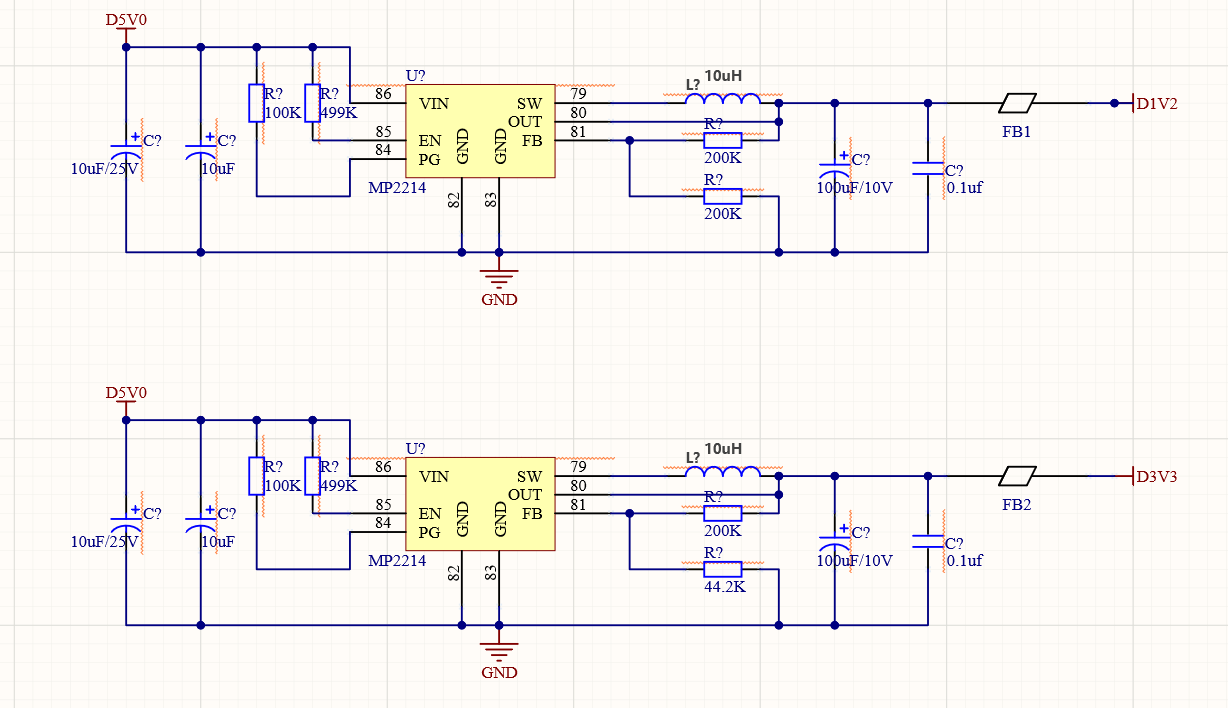 D5V0
U?
10uH
L?
R?
R?
86
VIN
SW
79
D1V2
100K
499K
OUT
80
R?
FB1
C?
C?
85
EN
GND
GND
FB
81
84
PG
200K
C?
10uF/25V
10uF
C?
MP2214
R?
100uF/10V
0.1uf
82
83
200K
GND
D5V0
U?
10uH
L?
R?
R?
86
VIN
SW
79
D3V3
100K
499K
OUT
80
R?
FB2
C?
C?
85
EN
GND
GND
FB
81
84
PG
200K
C?
10uF/25V
10uF
C?
MP2214
R?
100uF/10V
0.1uf
82
83
44.2K
GND